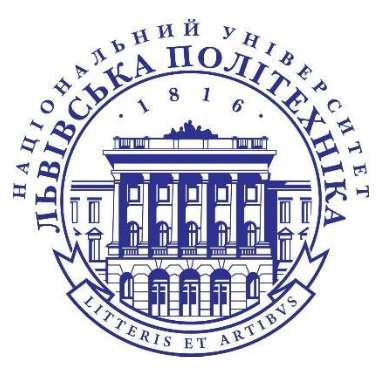 НАЦІОНАЛЬНИЙ УНІВЕРСИТЕТ
ЛЬВІВСЬКА ПОЛІТЕХНІКА
· 1816 ·
LITTERIS ET ARTIBVS